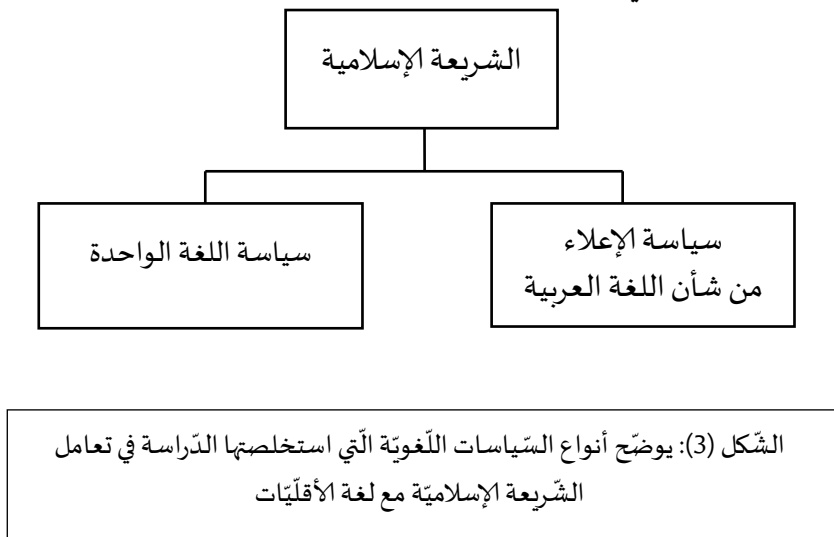 الشريعة الإسلامية
سياسة الإعلاء
من شأن اللغة العربية
سياسة اللغة الواحدة
الشّكل (3): يوضّح أنواع السّياسات اللّغويّة الّتي استخلصتها الدّراسة في تعامل
الشّريعة الإسلاميّة مع لغة الأقلّيّات